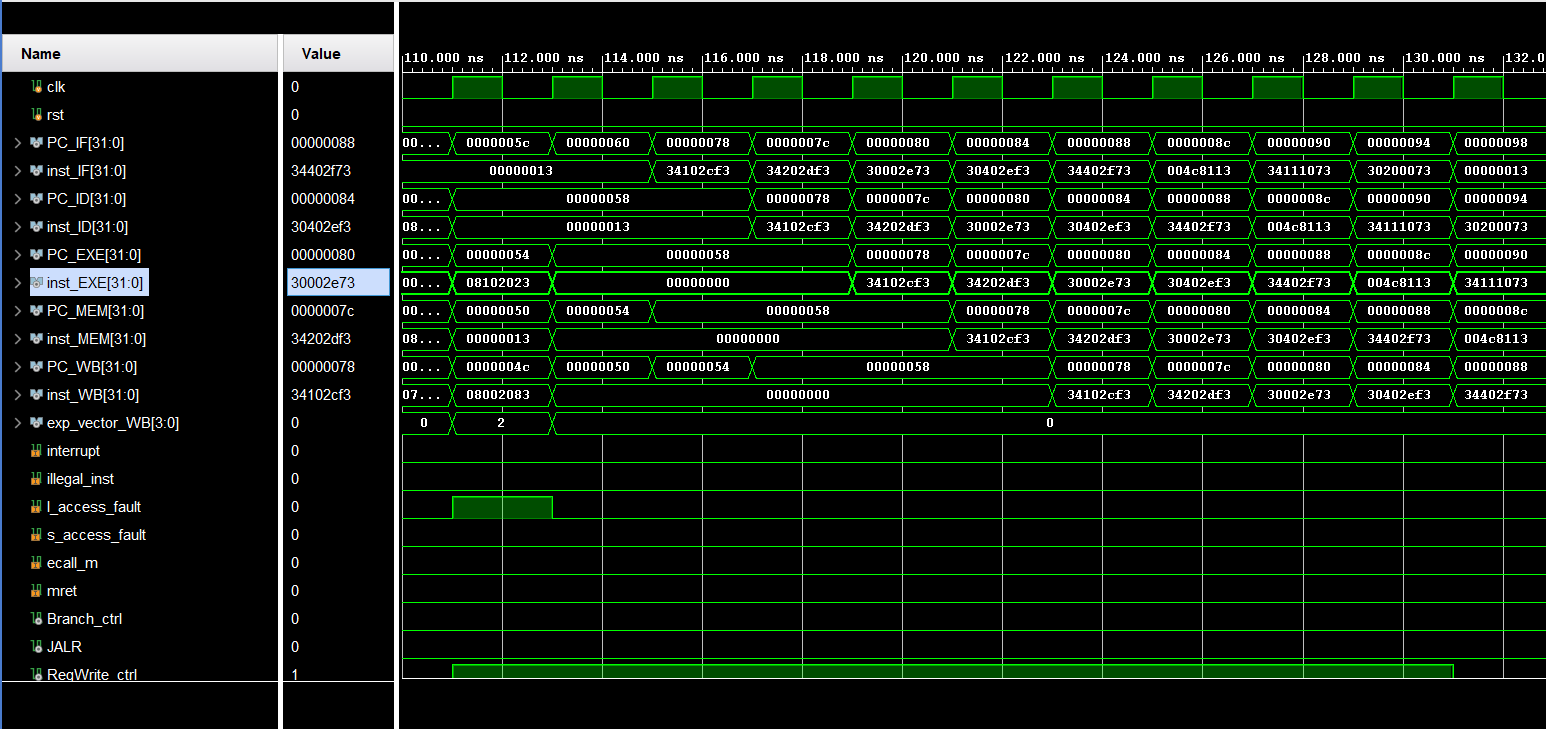 Name Value 110.000 ns 112.000 ns 114.000 ns 116.000 ns 118.000 ns 120.000 ns 122.000 ns 124.000 ns 126.000 ns 128.000 ns 130.000 ns 132.0
clk 0
rst 0
PC_IF[31:0] 00000088 00... 0000005c 00000060 00000078 0000007c 00000080 00000084 00000088 0000008c 00000090 00000094 00000098
inst_IF[31:0] 34402f73 00000013 34102cf3 34202df3 30002e73 30402ef3 34402f73 004c8113 34111073 30200073 00000013
PC_ID[31:0] 00000084 00... 00000058 00000078 0000007c 00000080 00000084 00000088 0000008c 00000090 00000094
inst_ID[31:0] 30402ef3 08... 00000013 34102cf3 34202df3 30002e73 30402ef3 34402f73 004c8113 34111073 30200073
PC_EXE[31:0] 00000080 00... 00000054 00000058 00000078 0000007c 00000080 00000084 00000088 0000008c 00000090
inst_EXE[31:0] 30002e73 00... 08102023 00000000 34102cf3 34202df3 30002e73 30402ef3 34402f73 004c8113 34111073
PC_MEM[31:0] 0000007c 00... 00000050 00000054 00000058 00000078 0000007c 00000080 00000084 00000088 0000008c
inst_MEM[31:0] 34202df3 08... 00000013 00000000 34102cf3 34202df3 30002e73 30402ef3 34402f73 004c8113
PC_WB[31:0] 00000078 00... 0000004c 00000050 00000054 00000058 00000078 0000007c 00000080 00000084 00000088
inst_WB[31:0] 34102cf3 07... 08002083 00000000 34102cf3 34202df3 30002e73 30402ef3 34402f73
exp_vector_WB[3:0] 0 0 2 0
interrupt 0
illegal_inst 0
l_access_fault 0
s_access_fault 0
ecall_m 0
mret 0
Branch_ctrl 0
JALR 0
RegWrite_ctrl 1